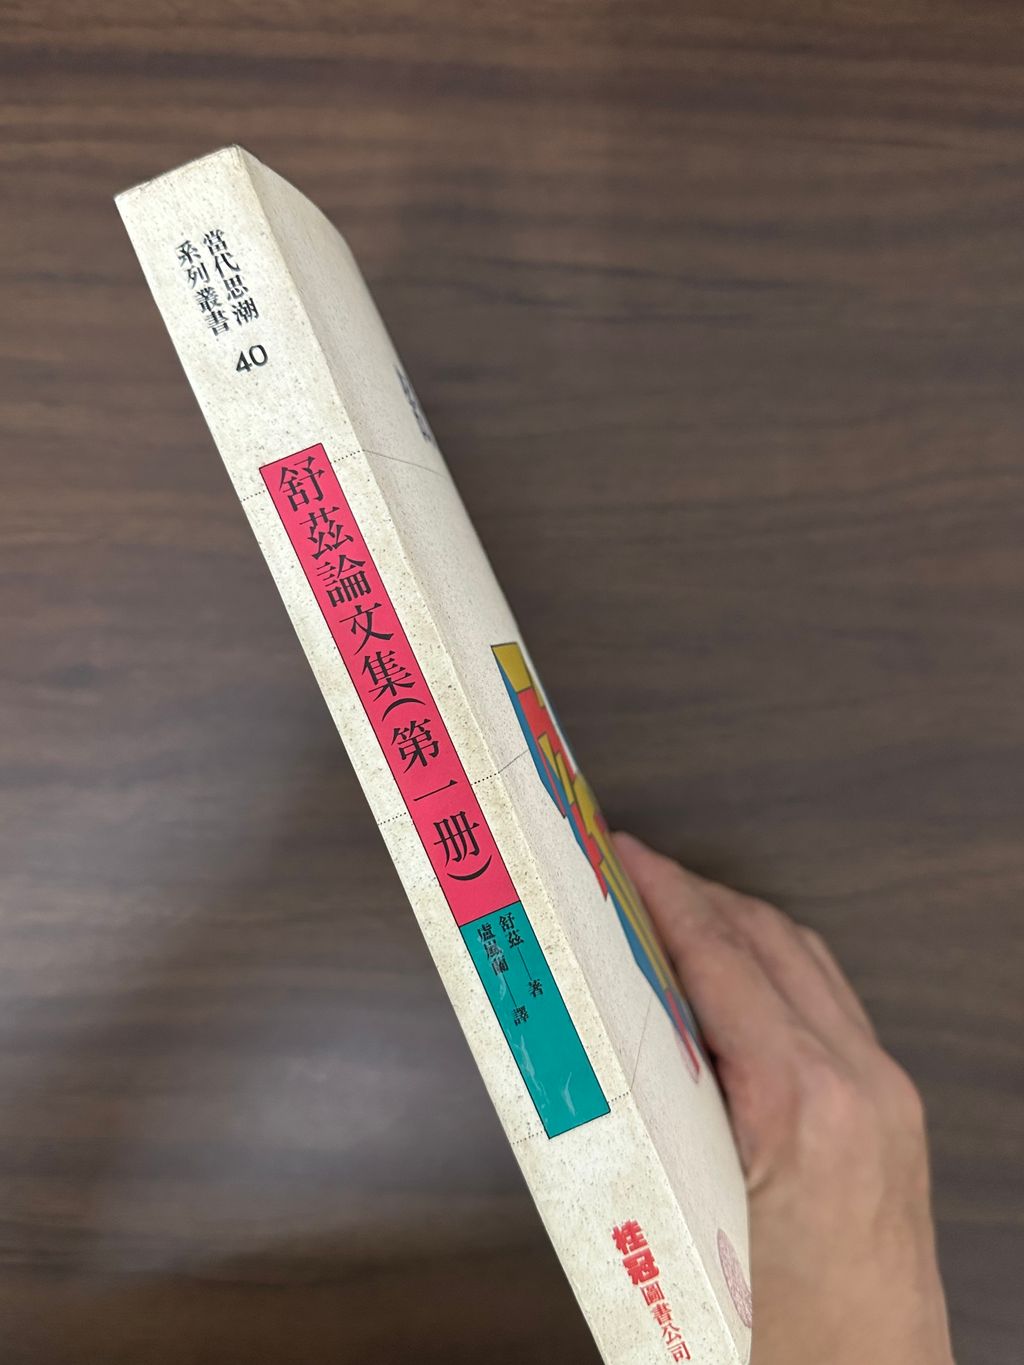 當代思潮
系列叢書
40
舒茲論文集(第一册)
舒茲——著
盧嵐蘭——譯
桂冠圖書公司